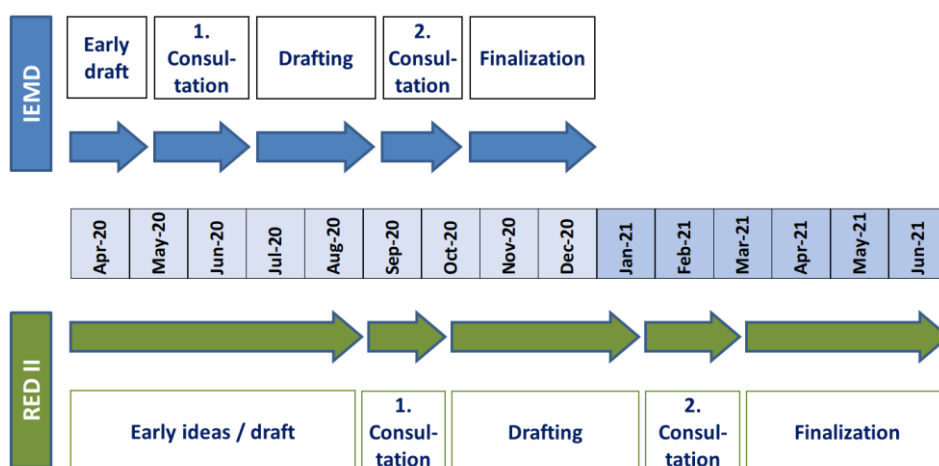 IEMD
Early
draft
1.
Consul-
tation
Drafting
2.
Consul-
tation
Finalization
Apr-20
May-20
Jun-20
Jul-20
Aug-20
Sep-20
Oct-20
Nov-20
Dec-20
Jan-21
Feb-21
Mar-21
Apr-21
May-21
Jun-21
RED II
Early ideas / draft
1.
Consul-
tation
Drafting
2.
Consul-
tation
Finalization